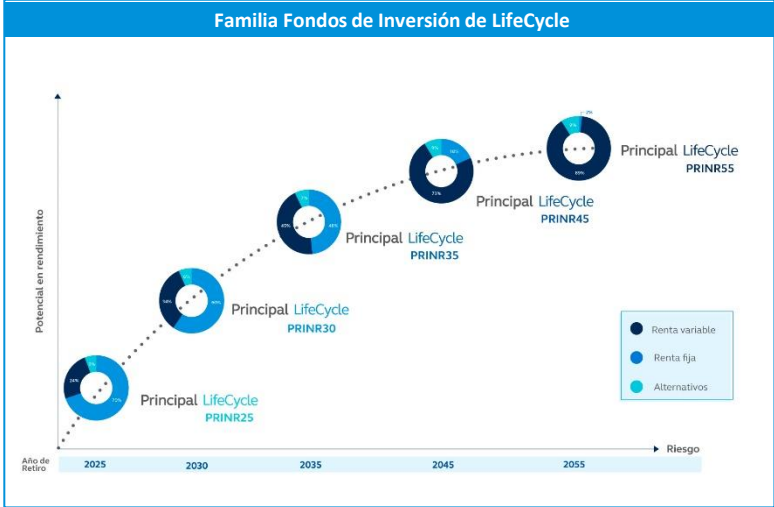 Familia Fondos de Inversión de LifeCycle
Potencial en rendimiento
Principal LifeCycle
PRINR55
89%
Principal LifeCycle
PRINR45
Principal LifeCycle
PRINR35
Principal LifeCycle
PRINR30
Principal LifeCycle
PRINR25
Renta variable
Renta fija
Alternativos
Riesgo
Año de
Retiro
2025
2030
2035
2045
2055